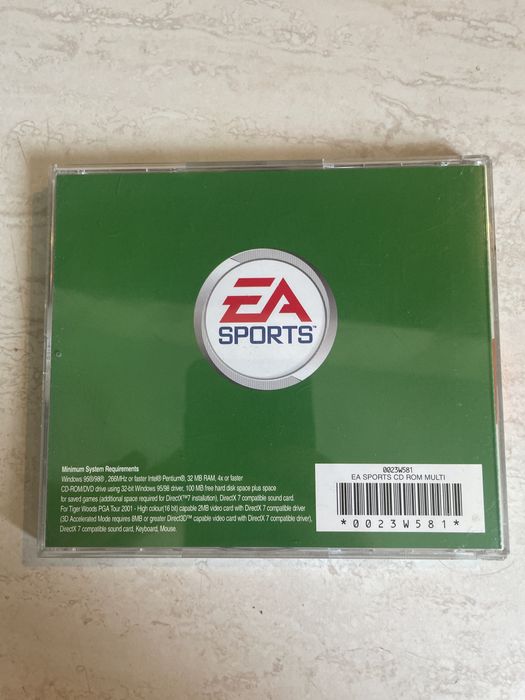 EA
SPORTS™
Minimum System Requirements
Windows 95®/98®, 266MHz or faster Intel® Pentium®, 32 MB RAM, 4x or faster
CD-ROM/DVD drive using 32-bit Windows 95/98 driver, 100 MB free hard disk space plus space
for saved games (additional space required for DirectX™7 installation), DirectX 7 compatible sound card.
For Tiger Woods PGA Tour 2001 - High colour(16 bit) capable 2MB video card with DirectX 7 compatible driver
(3D Accelerated Mode requires 8MB or greater Direct3D™ capable video card with DirectX 7 compatible driver),
DirectX 7 compatible sound card, Keyboard, Mouse.
0023W581
EA SPORTS CD ROM MULTI
*0023W581*